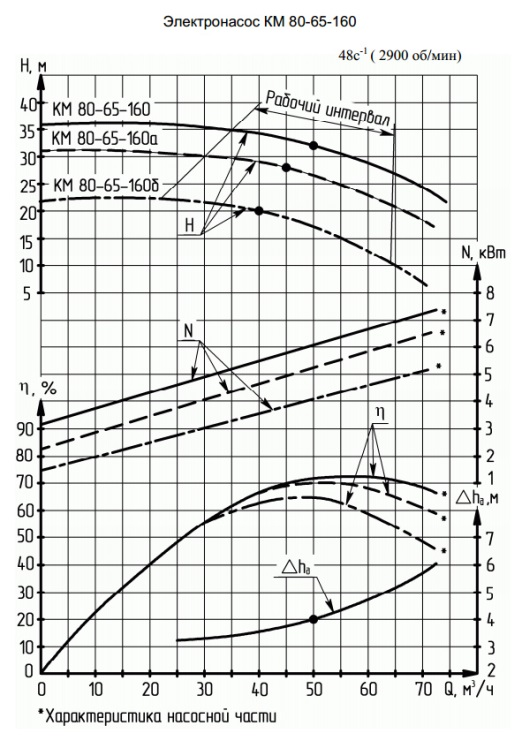 Электронасос КМ 80-65-160
48с⁻¹ ( 2900 об/мин)
H, м
40
КМ 80-65-160
Рабочий интервал
35
КМ 80-65-160а
30
25
КМ 80-65-160б
20
H
15
N, кВт
10
5
8
7
N
6
η, %
5
4
90
3
80
η
2
70
1
Δhд, м
60
50
7
40
Δhд
6
30
5
20
4
10
3
0
2
0 10 20 30 40 50 60 70 Q, м³/ч
*Характеристика насосной части